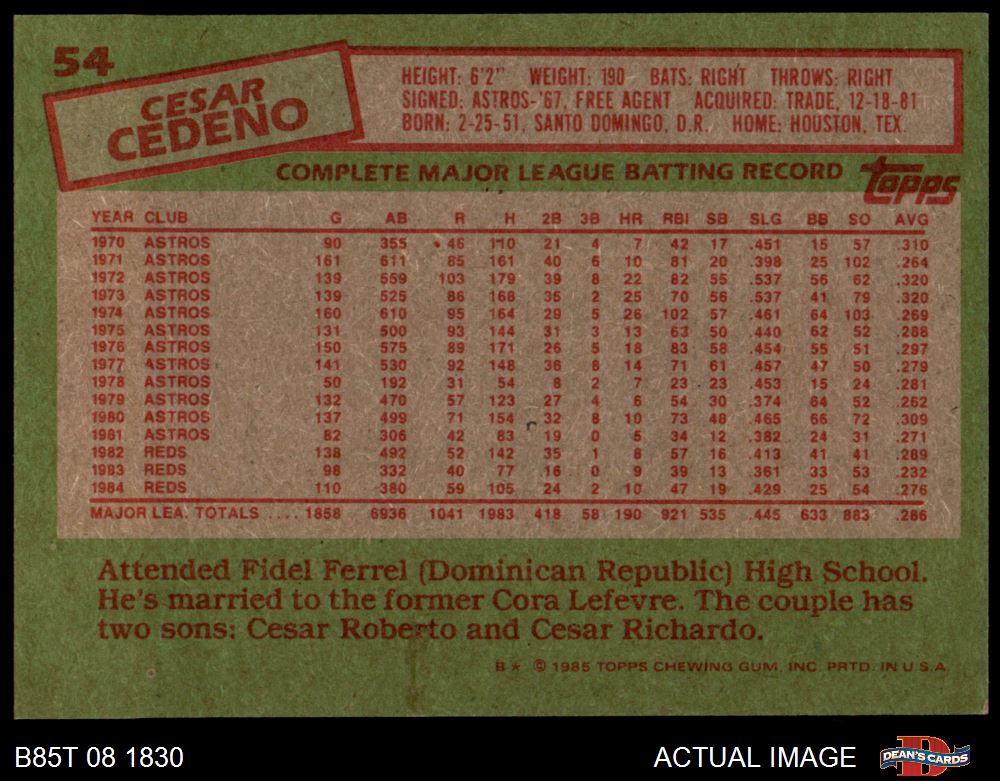 54
CESAR
CEDEÑO
HEIGHT: 6'2" WEIGHT: 190 BATS: RIGHT THROWS: RIGHT
SIGNED: ASTROS-'67, FREE AGENT ACQUIRED: TRADE, 12-18-81
BORN: 2-25-51, SANTO DOMINGO, D.R. HOME: HOUSTON, TEX.
COMPLETE MAJOR LEAGUE BATTING RECORD
topps
YEAR CLUB G AB R H 2B 3B HR RBI SB SLG BB SO AVG
1970 ASTROS 90 355 46 110 21 4 7 42 17 .451 15 57 .310
1971 ASTROS 161 611 85 161 40 6 10 81 20 .398 25 102 .264
1972 ASTROS 139 559 103 179 39 8 22 82 55 .537 56 62 .320
1973 ASTROS 139 525 86 168 35 2 25 70 56 .537 41 79 .320
1974 ASTROS 160 610 95 164 29 5 26 102 57 .461 64 103 .269
1975 ASTROS 131 500 93 144 31 3 13 63 50 .440 62 52 .288
1976 ASTROS 150 575 89 171 26 5 18 83 58 .454 55 51 .297
1977 ASTROS 141 530 92 148 36 8 14 71 61 .457 47 50 .279
1978 ASTROS 50 192 31 54 8 2 7 23 23 .453 15 24 .281
1979 ASTROS 132 470 57 123 27 4 6 54 30 .374 64 52 .262
1980 ASTROS 137 499 71 154 32 8 10 73 48 .465 66 72 .309
1981 ASTROS 82 306 42 83 19 0 5 34 12 .382 24 31 .271
1982 REDS 138 492 52 142 35 1 8 57 16 .413 41 41 .289
1983 REDS 98 332 40 77 16 0 9 39 13 .361 33 53 .232
1984 REDS 110 380 59 105 24 2 10 47 19 .429 25 54 .276
MAJOR LEA. TOTALS .... 1858 6936 1041 1983 418 58 190 921 535 .445 633 883 .286
Attended Fidel Ferrel (Dominican Republic) High School.
He's married to the former Cora Lefevre. The couple has
two sons: Cesar Roberto and Cesar Richardo.
B* © 1985 TOPPS CHEWING GUM, INC. PRTD. IN U.S.A.
B85T 08 1830
ACTUAL IMAGE
DEAN'S CARDS